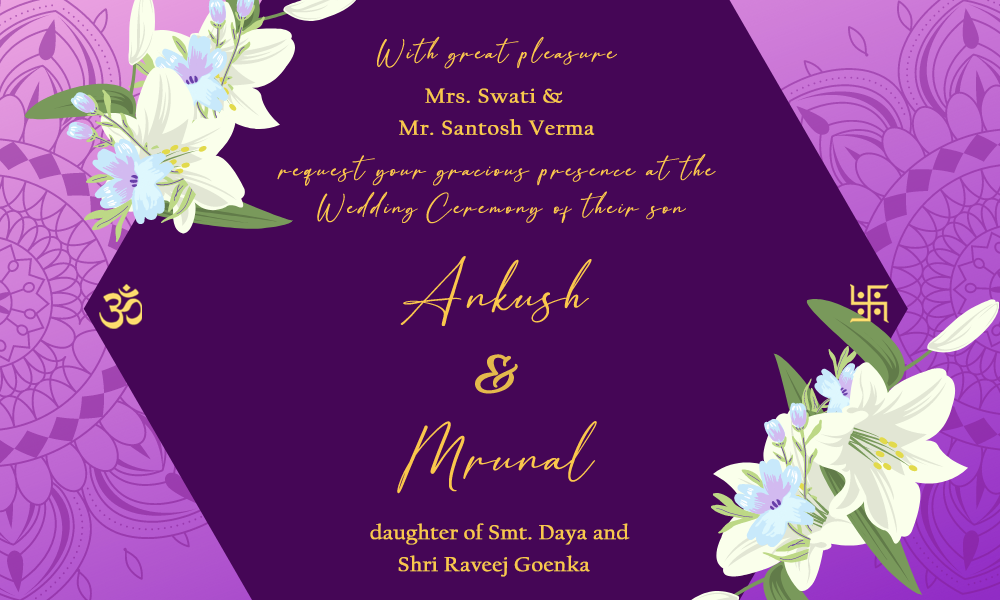 With great pleasure
Mrs. Swati &
Mr. Santosh Verma
request your gracious presence at the
Wedding Ceremony of their son
ॐ
卐
Ankush
&
Mrunal
daughter of Smt. Daya and
Shri Raveej Goenka